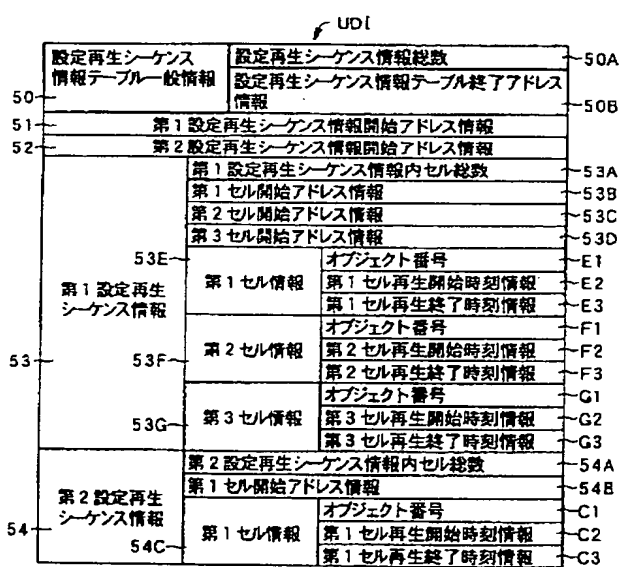 UDI
設定再生シーケンス 設定再生シーケンス情報総数 50A
情報テーブル一般情報 設定再生シーケンス情報テーブル終了アドレス
50 情報 50B
51 第1設定再生シーケンス情報開始アドレス情報
52 第2設定再生シーケンス情報開始アドレス情報
第1設定再生シーケンス情報内セル総数 53A
第1セル開始アドレス情報 53B
第2セル開始アドレス情報 53C
第3セル開始アドレス情報 53D
53E オブジェクト番号 E1
第1設定再生 第1セル情報 第1セル再生開始時刻情報 E2
シーケンス情報 第1セル再生終了時刻情報 E3
オブジェクト番号 F1
第2セル情報 第2セル再生開始時刻情報 F2
53 53F 第2セル再生終了時刻情報 F3
オブジェクト番号 G1
53G 第3セル情報 第3セル再生開始時刻情報 G2
第3セル再生終了時刻情報 G3
第2設定再生シーケンス情報内セル総数 54A
第2設定再生 第1セル開始アドレス情報 54B
シーケンス情報 オブジェクト番号 C1
54 第1セル情報 第1セル再生開始時刻情報 C2
54C 第1セル再生終了時刻情報 C3